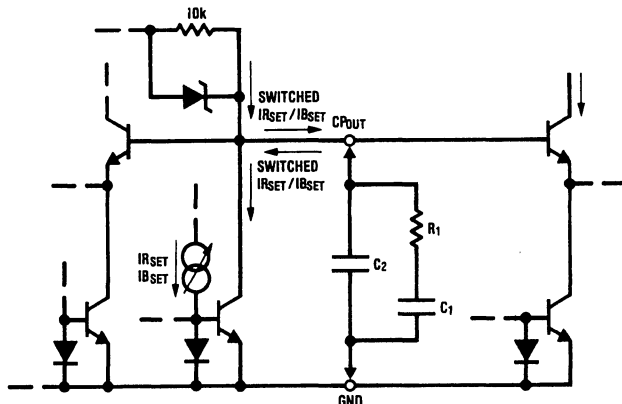 10k
SWITCHED
IRSET/IBSET
CPOUT
SWITCHED
IRSET/IBSET
IRSET
IBSET
R1
C2
C1
GND